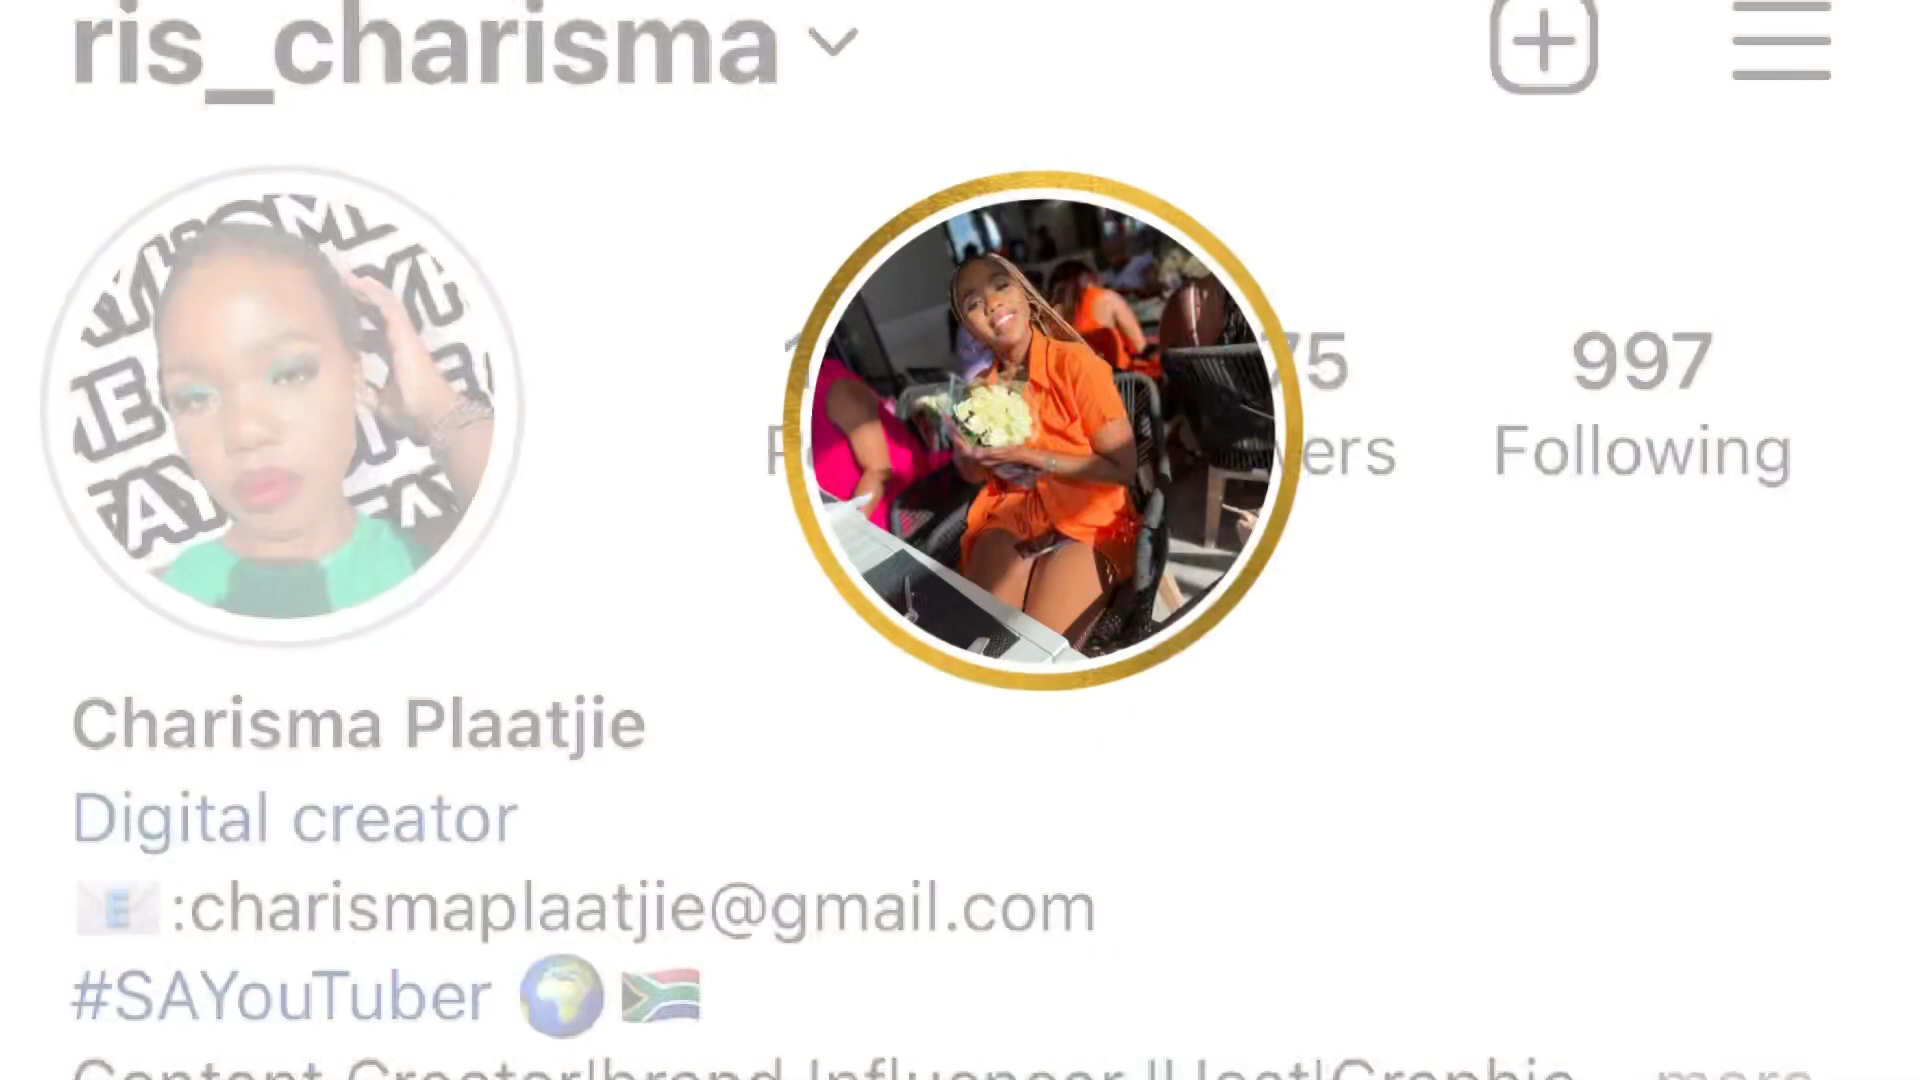 ris_charisma
75 997
Following
Charisma Plaatjie
Digital creator
:charismaplaatjie@gmail.com
#SAYouTuber
Content Creator|brand Influencer ||Host|Graphic ... more